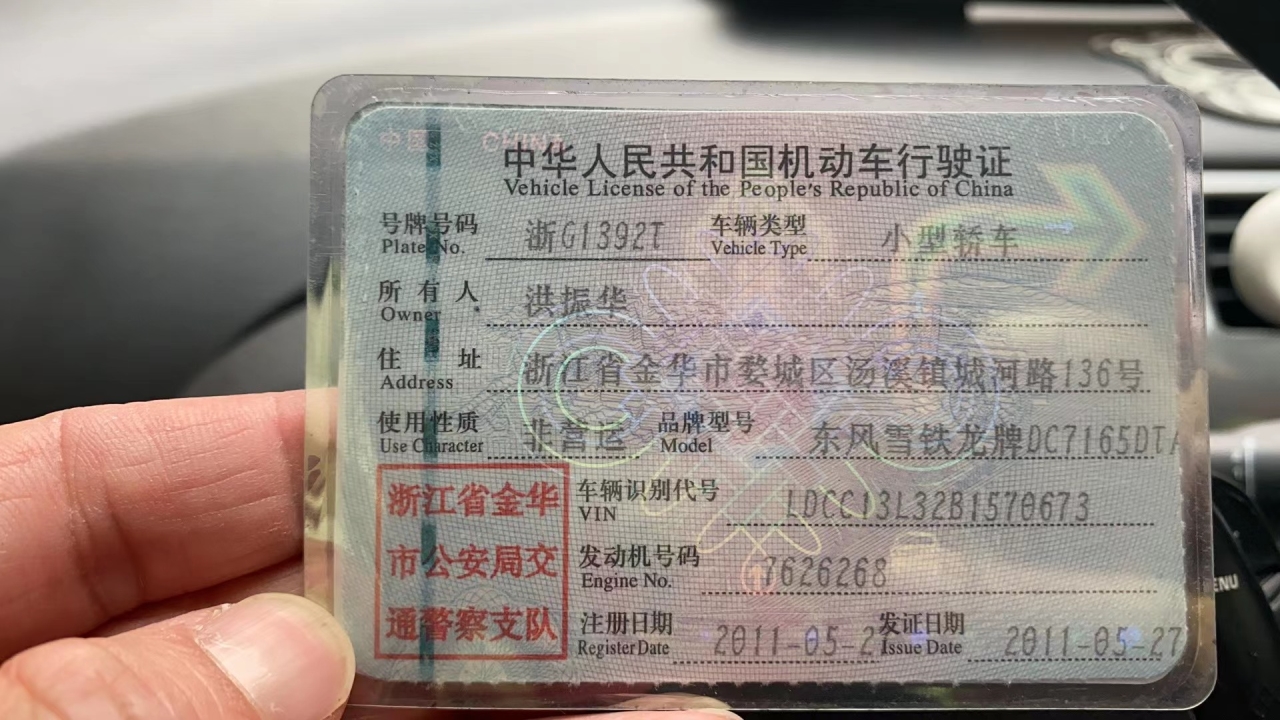 中国 CHINA
中华人民共和国机动车行驶证
Vehicle License of the People's Republic of China
号牌号码 浙G1392T 车辆类型 小型轿车
Plate No. Vehicle Type
所有人 洪振华
Owner
住址 浙江省金华市婺城区汤溪镇城河路136号
Address
使用性质 非营运 品牌型号 东风雪铁龙牌DC7165DTA
Use Character Model
浙江省金华 车辆识别代号 LDCC13L32B1570673
VIN
市公安局交 发动机号码 7626268
Engine No.
通警察支队 注册日期 2011-05-2 发证日期 2011-05-27
Register Date Issue Date
ENU